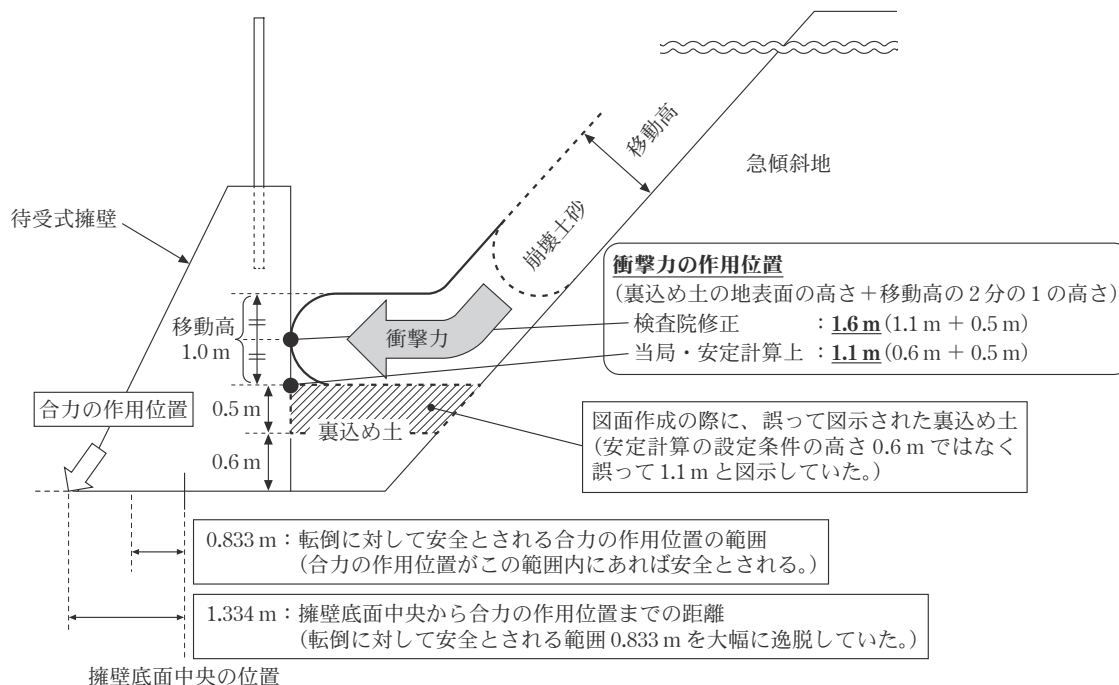 移動高
急傾斜地
待受式擁壁
崩壊土砂
衝撃力の作用位置
(裏込め土の地表面の高さ＋移動高の２分の１の高さ)
検査院修正　　　：1.6 m(1.1 m + 0.5 m)
当局・安定計算上：1.1 m(0.6 m + 0.5 m)
移動高
1.0 m
衝撃力
合力の作用位置
0.5 m
裏込め土
0.6 m
図面作成の際に、誤って図示された裏込め土
(安定計算の設定条件の高さ 0.6 m ではなく
誤って 1.1 m と図示していた。)
0.833 m：転倒に対して安全とされる合力の作用位置の範囲
(合力の作用位置がこの範囲内にあれば安全とされる。)
1.334 m：擁壁底面中央から合力の作用位置までの距離
(転倒に対して安全とされる範囲 0.833 m を大幅に逸脱していた。)
擁壁底面中央の位置